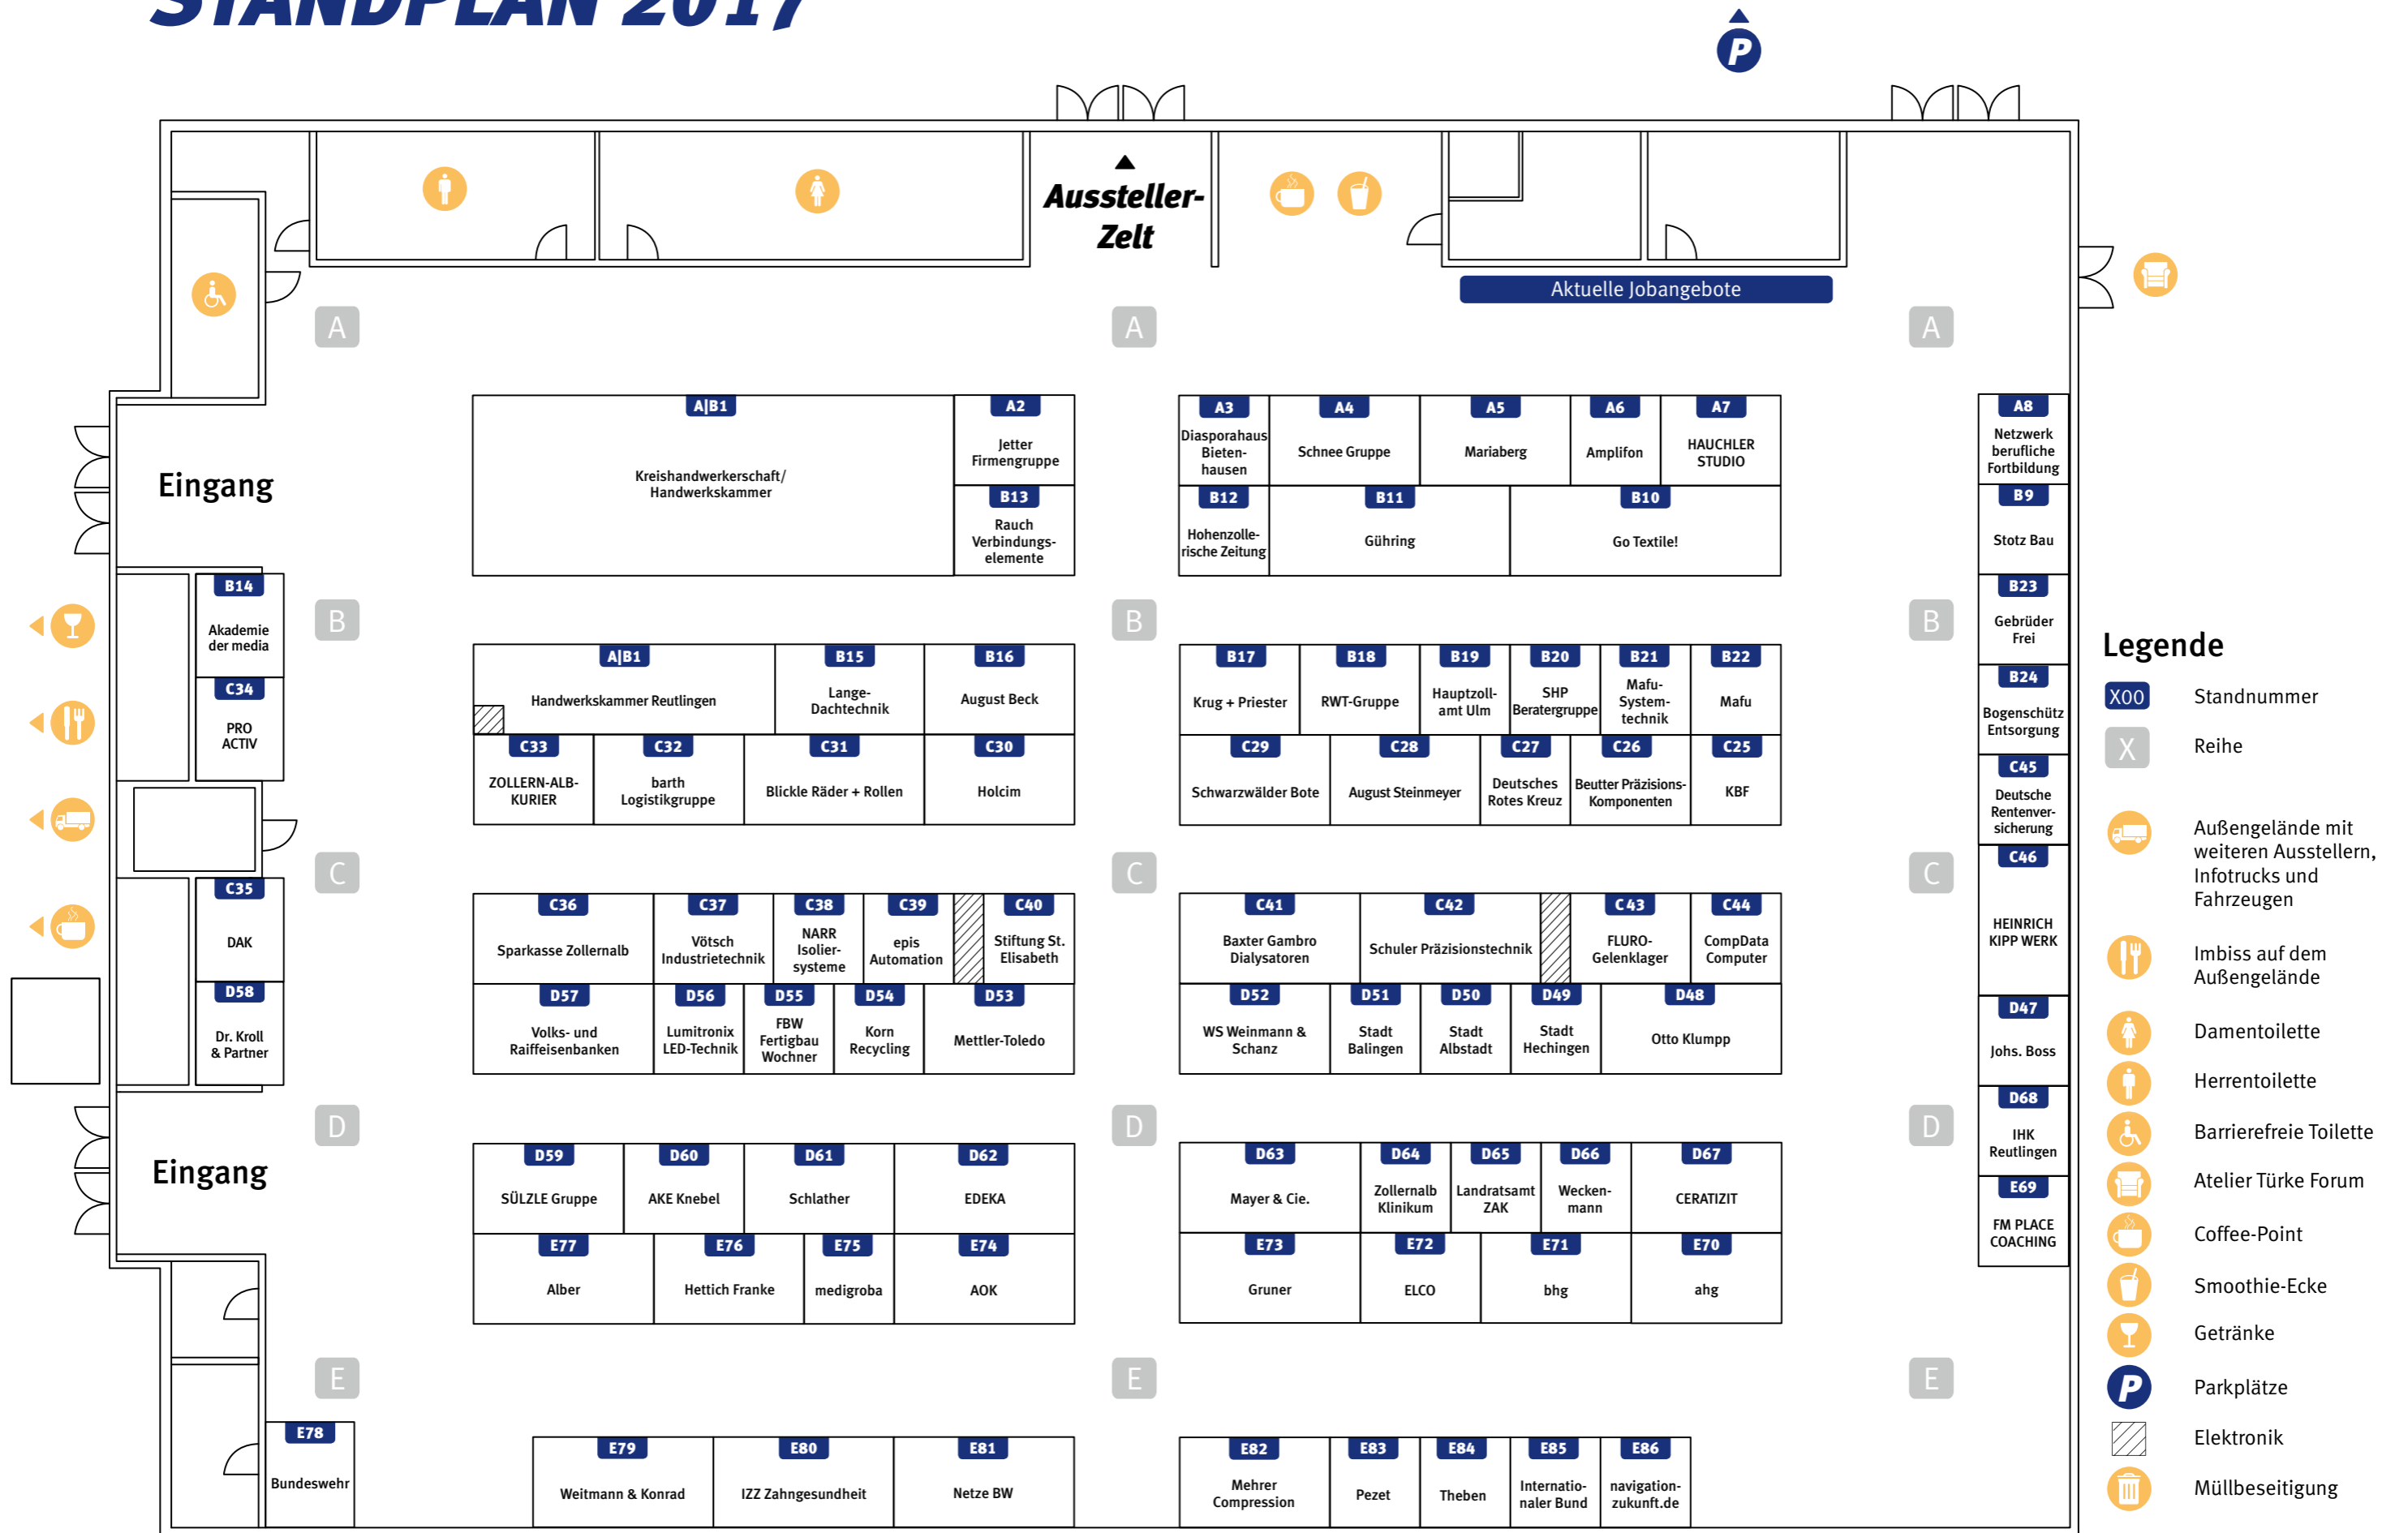 STANDPLAN 2017
P
Aussteller-
Zelt
Aktuelle Jobangebote
A
A
A
A|B1
Kreishandwerkerschaft/
Handwerkskammer
A2
Jetter
Firmengruppe
B13
Rauch
Verbindungs-
elemente
A3
Diasporahaus
Bieten-
hausen
A4
Schnee Gruppe
A5
Mariaberg
A6
Amplifon
A7
HAUCHLER
STUDIO
B12
Hohenzolle-
rische Zeitung
B11
Gühring
B10
Go Textile!
A8
Netzwerk
berufliche
Fortbildung
B9
Stotz Bau
B23
Gebrüder
Frei
B24
Bogenschütz
Entsorgung
C45
Deutsche
Rentenver-
sicherung
C46
HEINRICH
KIPP WERK
D47
Johs. Boss
D68
IHK
Reutlingen
E69
FM PLACE
COACHING
Eingang
B14
Akademie
der media
C34
PRO
ACTIV
C35
DAK
D58
Dr. Kroll
& Partner
Eingang
B
B
B
A|B1
Handwerkskammer Reutlingen
B15
Lange-
Dachtechnik
B16
August Beck
C33
ZOLLERN-ALB-
KURIER
C32
barth
Logistikgruppe
C31
Blickle Räder + Rollen
C30
Holcim
B17
Krug + Priester
B18
RWT-Gruppe
B19
Hauptzoll-
amt Ulm
B20
SHP
Beratergruppe
B21
Mafu-
System-
technik
B22
Mafu
C29
Schwarzwälder Bote
C28
August Steinmeyer
C27
Deutsches
Rotes Kreuz
C26
Beutter Präzisions-
Komponenten
C25
KBF
C
C
C
C36
Sparkasse Zollernalb
C37
Vötsch
Industrietechnik
C38
NARR
Isolier-
systeme
C39
epis
Automation
C40
Stiftung St.
Elisabeth
D57
Volks- und
Raiffeisenbanken
D56
Lumitronix
LED-Technik
D55
FBW
Fertigbau
Wochner
D54
Korn
Recycling
D53
Mettler-Toledo
C41
Baxter Gambro
Dialysatoren
C42
Schuler Präzisionstechnik
C43
FLURO-
Gelenklager
C44
CompData
Computer
D52
WS Weinmann &
Schanz
D51
Stadt
Balingen
D50
Stadt
Albstadt
D49
Stadt
Hechingen
D48
Otto Klumpp
D
D
D
D59
SÜLZLE Gruppe
D60
AKE Knebel
D61
Schlather
D62
EDEKA
E77
Alber
E76
Hettich Franke
E75
medigroba
E74
AOK
D63
Mayer & Cie.
D64
Zollernalb
Klinikum
D65
Landratsamt
ZAK
D66
Wecken-
mann
D67
CERATIZIT
E73
Gruner
E72
ELCO
E71
bhg
E70
ahg
E
E
E
E78
Bundeswehr
E79
Weitmann & Konrad
E80
IZZ Zahngesundheit
E81
Netze BW
E82
Mehrer
Compression
E83
Pezet
E84
Theben
E85
Internatio-
naler Bund
E86
navigation-
zukunft.de
Legende
X00 Standnummer
X Reihe
Außengelände mit
weiteren Ausstellern,
Infotrucks und
Fahrzeugen
Imbiss auf dem
Außengelände
Damentoilette
Herrentoilette
Barrierefreie Toilette
Atelier Türke Forum
Coffee-Point
Smoothie-Ecke
Getränke
P Parkplätze
Elektronik
Müllbeseitigung